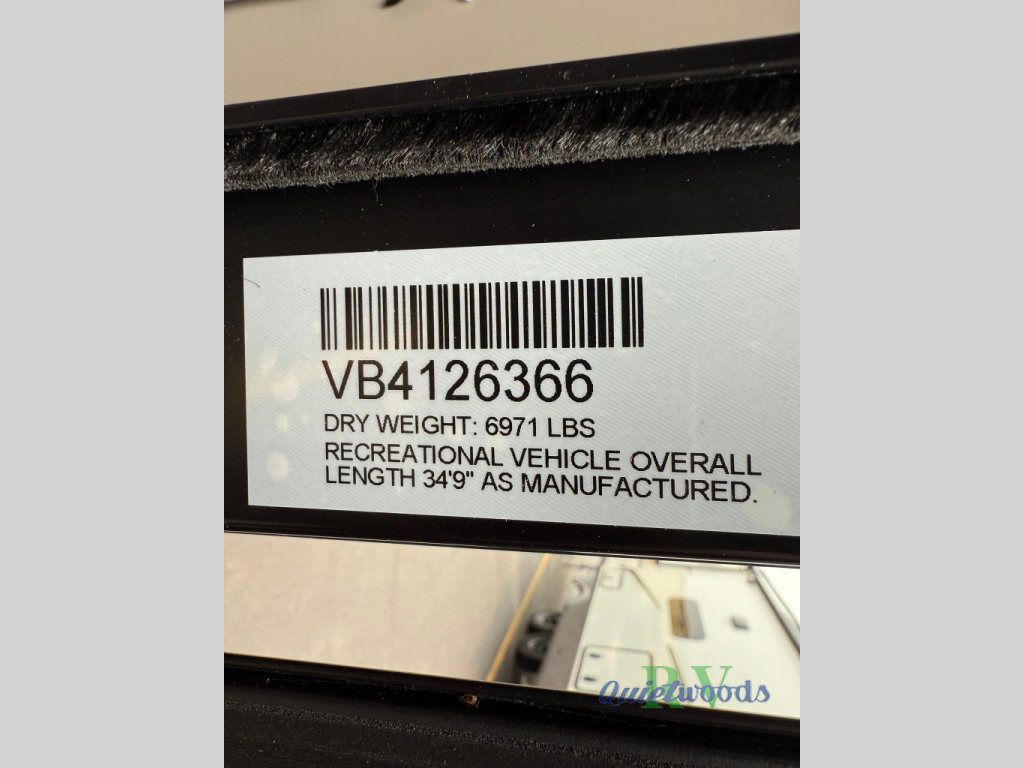 VB4126366
DRY WEIGHT: 6971 LBS
RECREATIONAL VEHICLE OVERALL
LENGTH 34'9" AS MANUFACTURED.
Quietwoods RV